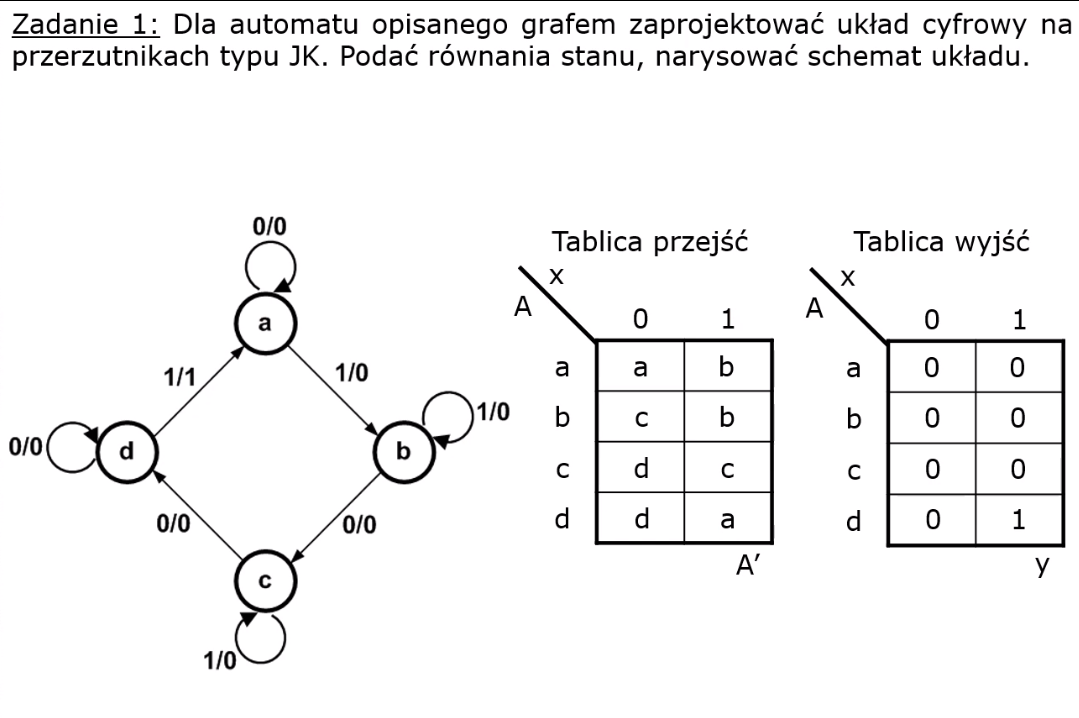 Zadanie 1: Dla automatu opisanego grafem zaprojektować układ cyfrowy na
przerzutnikach typu JK. Podać równania stanu, narysować schemat układu.
0/0
a
1/1
1/0
0/0
d
b
1/0
0/0
0/0
c
1/0
Tablica przejść
x
A
0 1
a a b
b c b
c d c
d d a
A′
Tablica wyjść
x
A
0 1
a 0 0
b 0 0
c 0 0
d 0 1
y